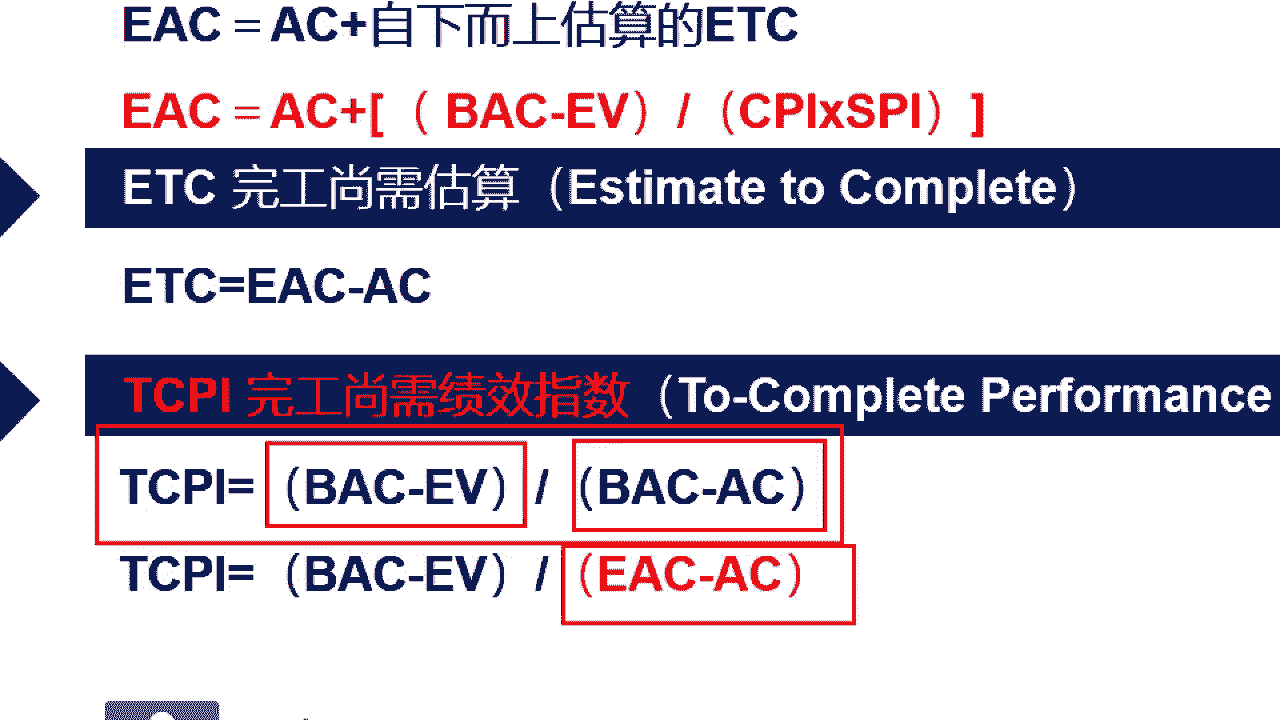 EAC = AC+自下而上估算的ETC
EAC = AC+[（ BAC-EV）/（CPIxSPI）]
ETC 完工尚需估算（Estimate to Complete）
ETC=EAC-AC
TCPI 完工尚需绩效指数（To-Complete Performance
TCPI=（BAC-EV）/（BAC-AC）
TCPI=（BAC-EV）/（EAC-AC）